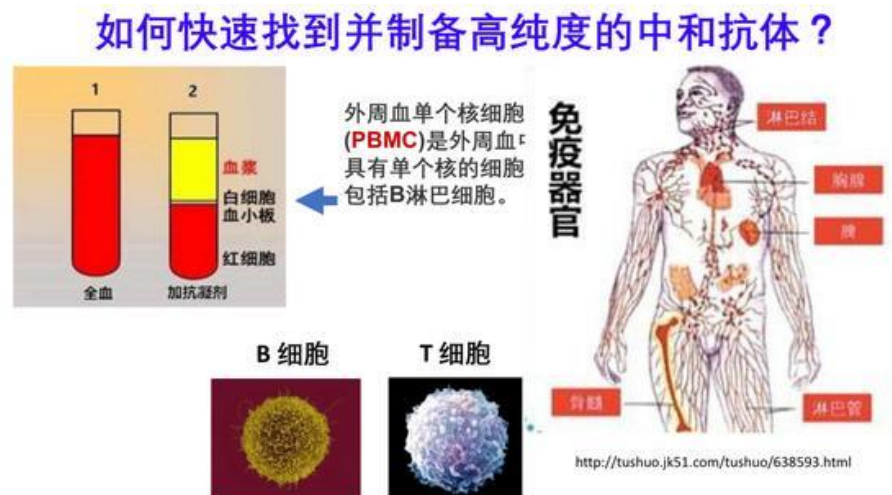 如何快速找到并制备高纯度的中和抗体？
1
2
血浆
白细胞
血小板
红细胞
全血
加抗凝剂
外周血单个核细胞
(PBMC)是外周血中
具有单个核的细胞
包括B淋巴细胞。
免疫器官
淋巴结
胸腺
脾
骨髓
淋巴管
B 细胞
T 细胞
http://tushuo.jk51.com/tushuo/638593.html